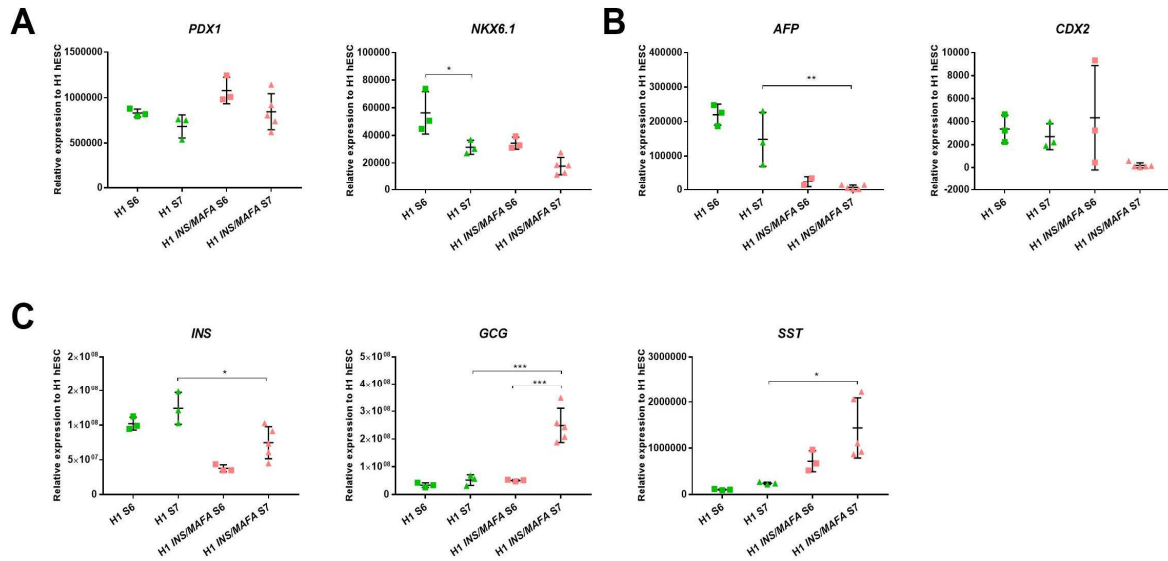 A
PDX1
Relative expression to H1 hESC
1500000
1000000
500000
0
H1 S6
H1 S7
H1 INS/MAFA S6
H1 INS/MAFA S7
NKX6.1
Relative expression to H1 hESC
100000
80000
60000
40000
20000
0
*
H1 S6
H1 S7
H1 INS/MAFA S6
H1 INS/MAFA S7
B
AFP
Relative expression to H1 hESC
400000
300000
200000
100000
0
**
H1 S6
H1 S7
H1 INS/MAFA S6
H1 INS/MAFA S7
CDX2
Relative expression to H1 hESC
10000
8000
6000
4000
2000
0
-2000
H1 S6
H1 S7
H1 INS/MAFA S6
H1 INS/MAFA S7
C
INS
Relative expression to H1 hESC
2×10⁰⁸
2×10⁰⁸
1×10⁰⁸
5×10⁰⁷
0
*
H1 S6
H1 S7
H1 INS/MAFA S6
H1 INS/MAFA S7
GCG
Relative expression to H1 hESC
5×10⁰⁸
4×10⁰⁸
3×10⁰⁸
2×10⁰⁸
1×10⁰⁸
0
***
***
H1 S6
H1 S7
H1 INS/MAFA S6
H1 INS/MAFA S7
SST
Relative expression to H1 hESC
3000000
2000000
1000000
0
*
H1 S6
H1 S7
H1 INS/MAFA S6
H1 INS/MAFA S7